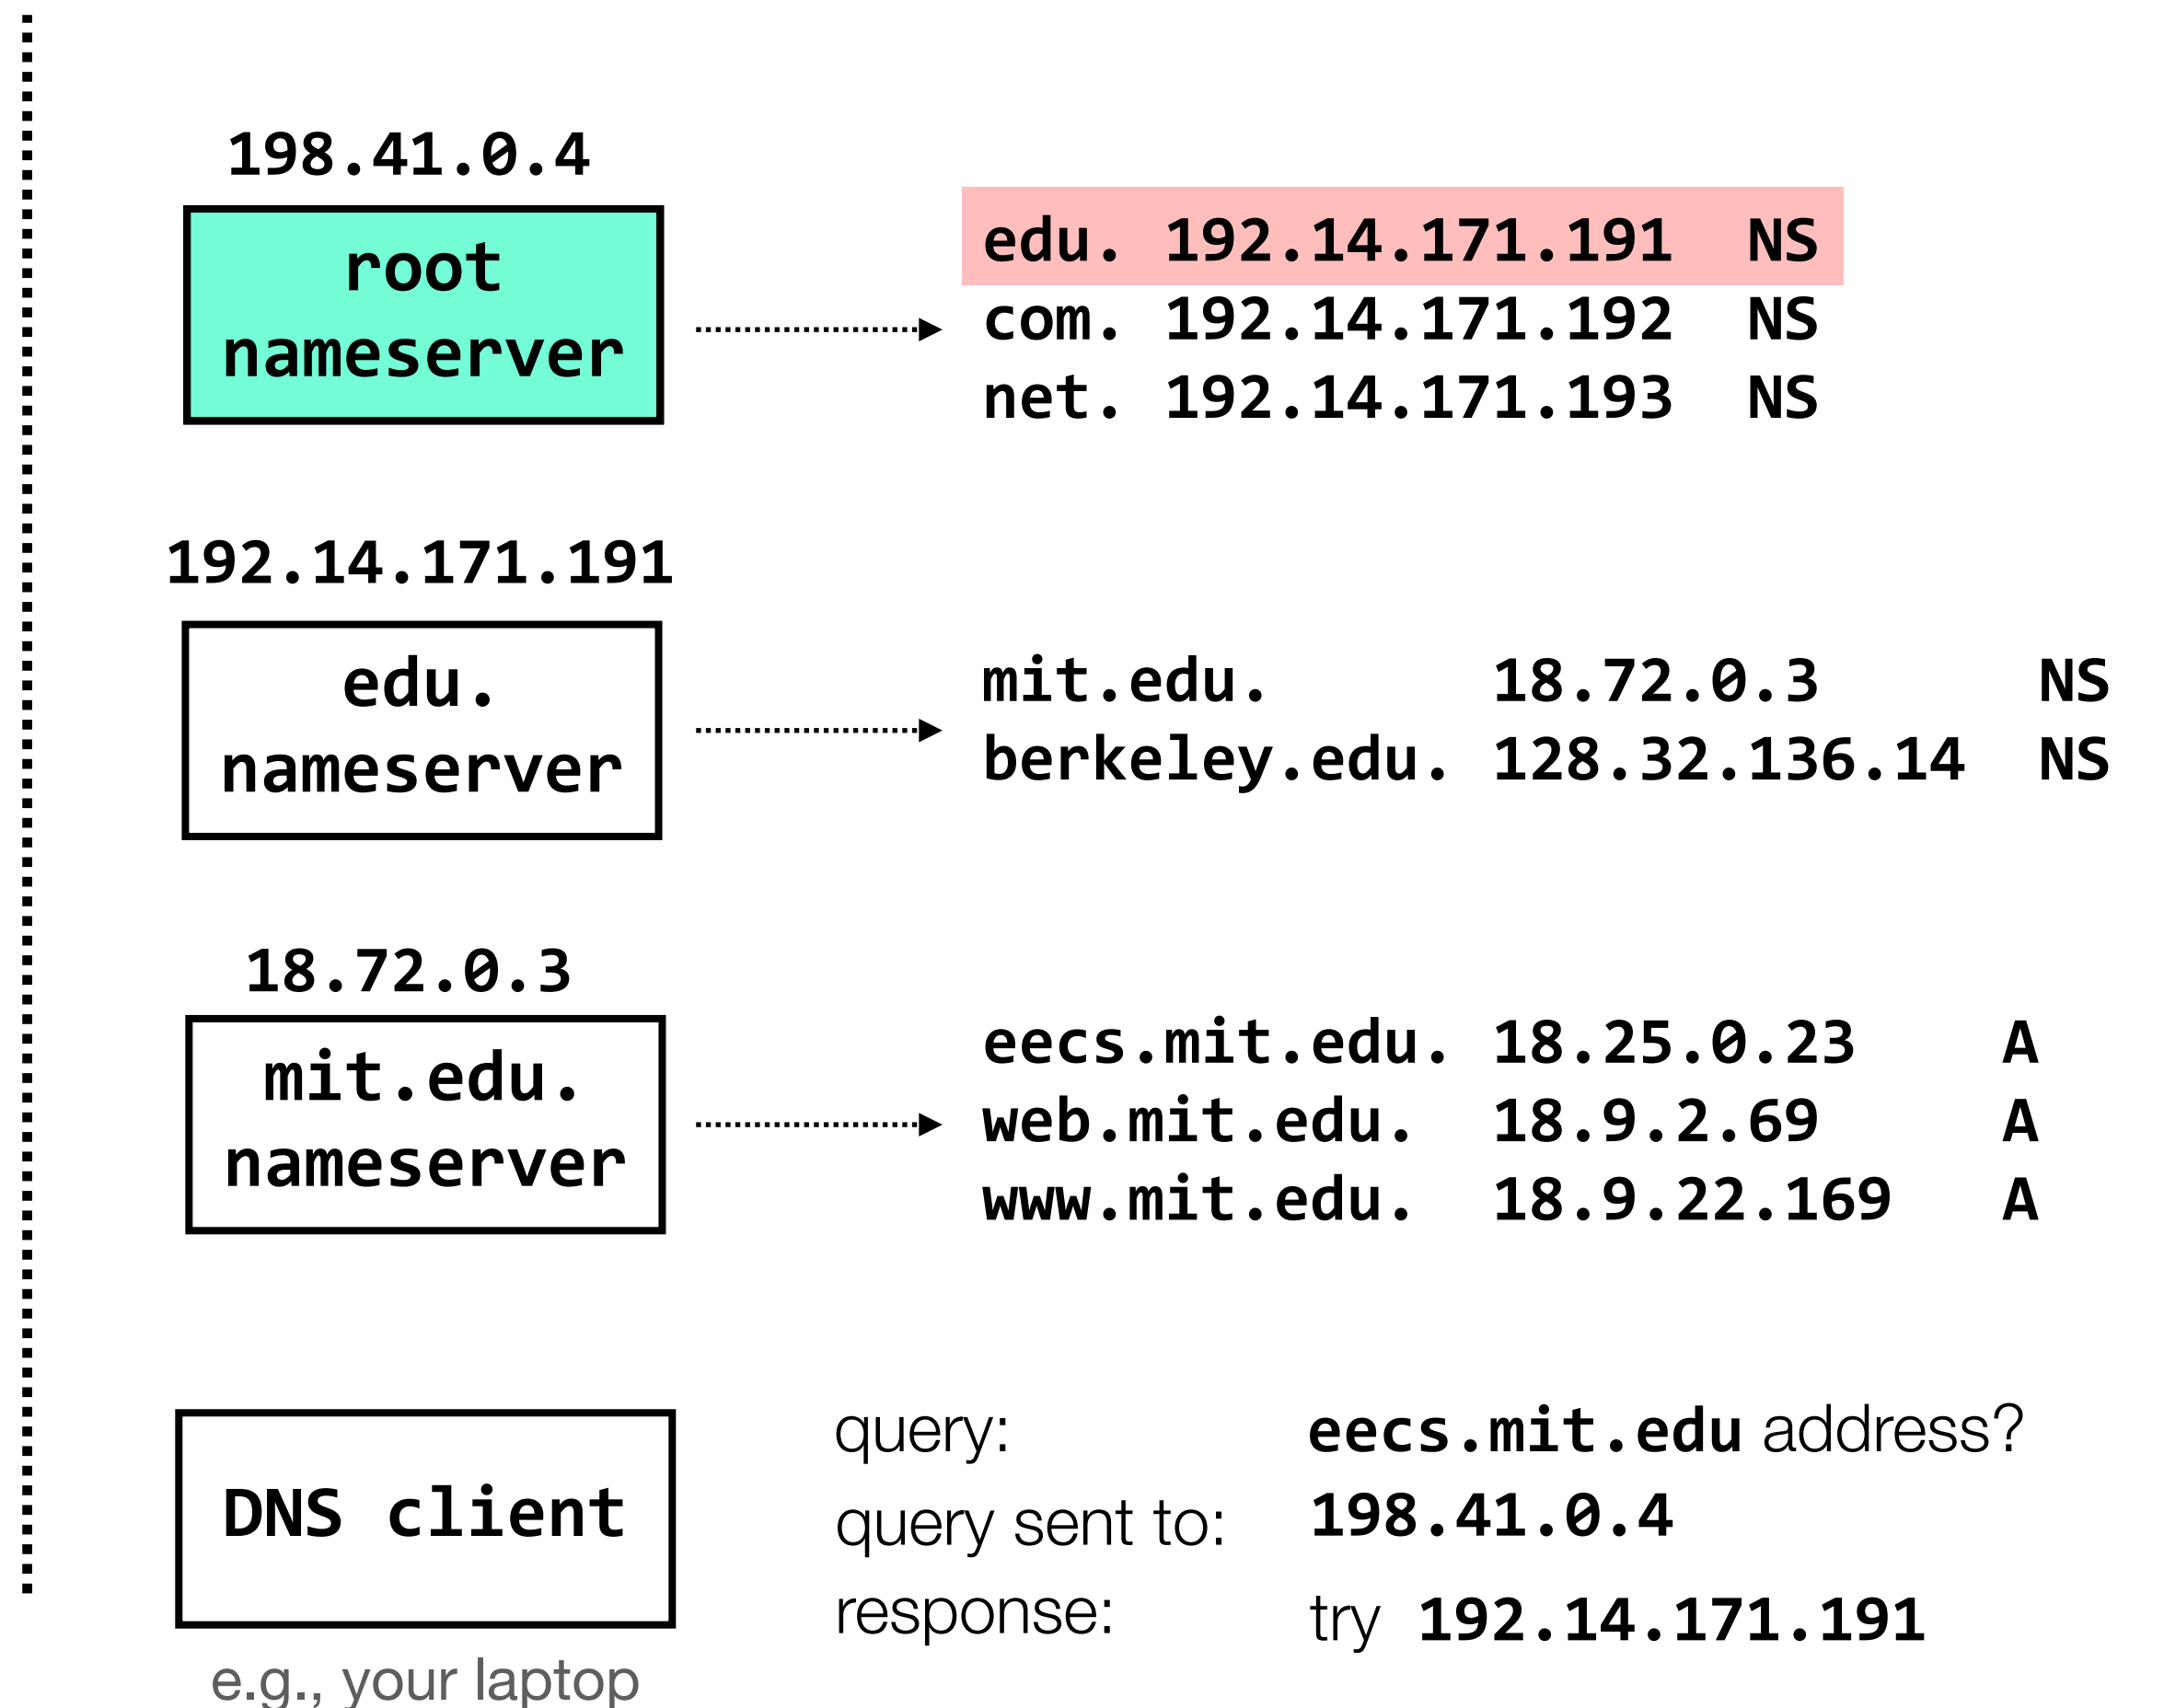 198.41.0.4
root
nameserver
edu. 192.14.171.191 NS
com. 192.14.171.192 NS
net. 192.14.171.193 NS
192.14.171.191
edu.
nameserver
mit.edu. 18.72.0.3 NS
berkeley.edu. 128.32.136.14 NS
18.72.0.3
mit.edu.
nameserver
eecs.mit.edu. 18.25.0.23 A
web.mit.edu. 18.9.2.69 A
www.mit.edu. 18.9.22.169 A
DNS client
e.g., your laptop
query: eecs.mit.edu address?
query sent to: 198.41.0.4
response: try 192.14.171.191